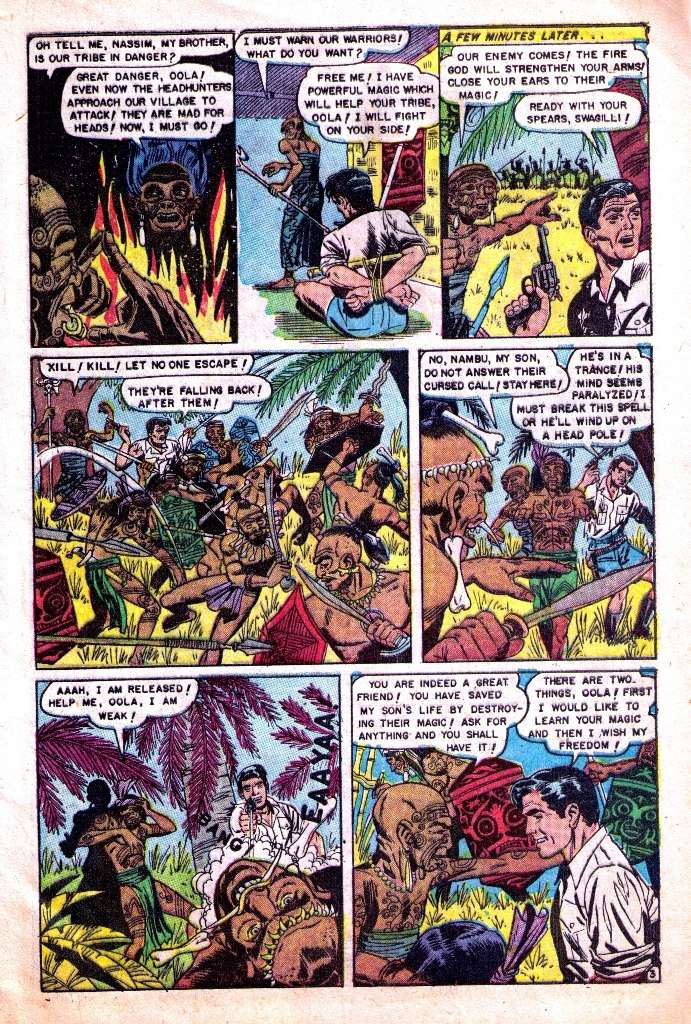 OH TELL ME, NASSIM, MY BROTHER,
IS OUR TRIBE IN DANGER?
GREAT DANGER, OOLA!
EVEN NOW THE HEADHUNTERS
APPROACH OUR VILLAGE TO
ATTACK! THEY ARE MAD FOR
HEADS! NOW, I MUST GO!
I MUST WARN OUR WARRIORS!
WHAT DO YOU WANT?
FREE ME! I HAVE
POWERFUL MAGIC WHICH
WILL HELP YOUR TRIBE,
OOLA! I WILL FIGHT
ON YOUR SIDE!
A FEW MINUTES LATER...
OUR ENEMY COMES! THE FIRE
GOD WILL STRENGTHEN YOUR ARMS!
CLOSE YOUR EARS TO THEIR
MAGIC!
READY WITH YOUR
SPEARS, SWAGILLI!
KILL! KILL! LET NO ONE ESCAPE!
THEY'RE FALLING BACK!
AFTER THEM!
NO, NAMBU, MY SON,
DO NOT ANSWER THEIR
CURSED CALL! STAY HERE!
HE'S IN A
TRANCE! HIS
MIND SEEMS
PARALYZED! I
MUST BREAK THIS SPELL
OR HE'LL WIND UP ON
A HEAD POLE!
AAAH, I AM RELEASED!
HELP ME, OOLA, I AM
WEAK!
BANG
EAAYAA!
YOU ARE INDEED A GREAT
FRIEND! YOU HAVE SAVED
MY SON'S LIFE BY DESTROY-
ING THEIR MAGIC! ASK FOR
ANYTHING AND YOU SHALL
HAVE IT!
THERE ARE TWO
THINGS, OOLA! FIRST
I WOULD LIKE TO
LEARN YOUR MAGIC
AND THEN I WISH MY
FREEDOM!
3